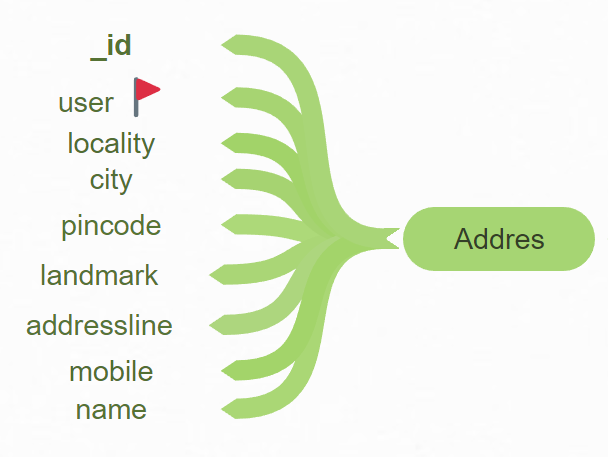 _id
user
locality
city
pincode
landmark
addressline
mobile
name
Addres